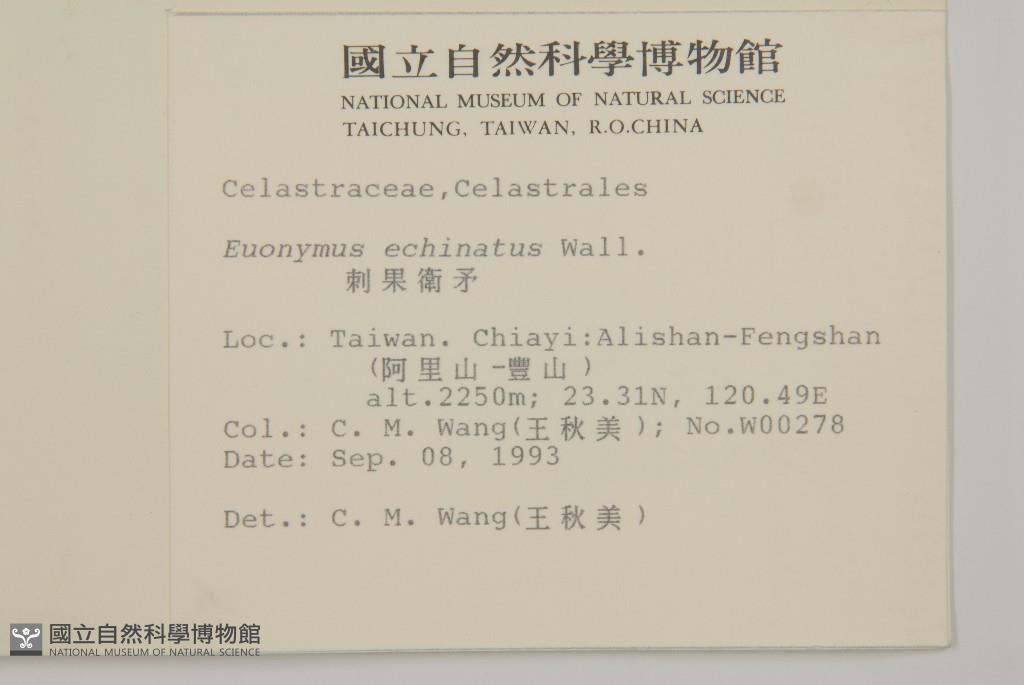 國立自然科學博物館
NATIONAL MUSEUM OF NATURAL SCIENCE
TAICHUNG, TAIWAN, R.O.CHINA
Celastraceae,Celastrales
Euonymus echinatus Wall.
刺果衛矛
Loc.: Taiwan. Chiayi:Alishan-Fengshan
(阿里山-豐山)
alt.2250m; 23.31N, 120.49E
Col.: C. M. Wang(王秋美); No.W00278
Date: Sep. 08, 1993
Det.: C. M. Wang(王秋美)
國立自然科學博物館
NATIONAL MUSEUM OF NATURAL SCIENCE